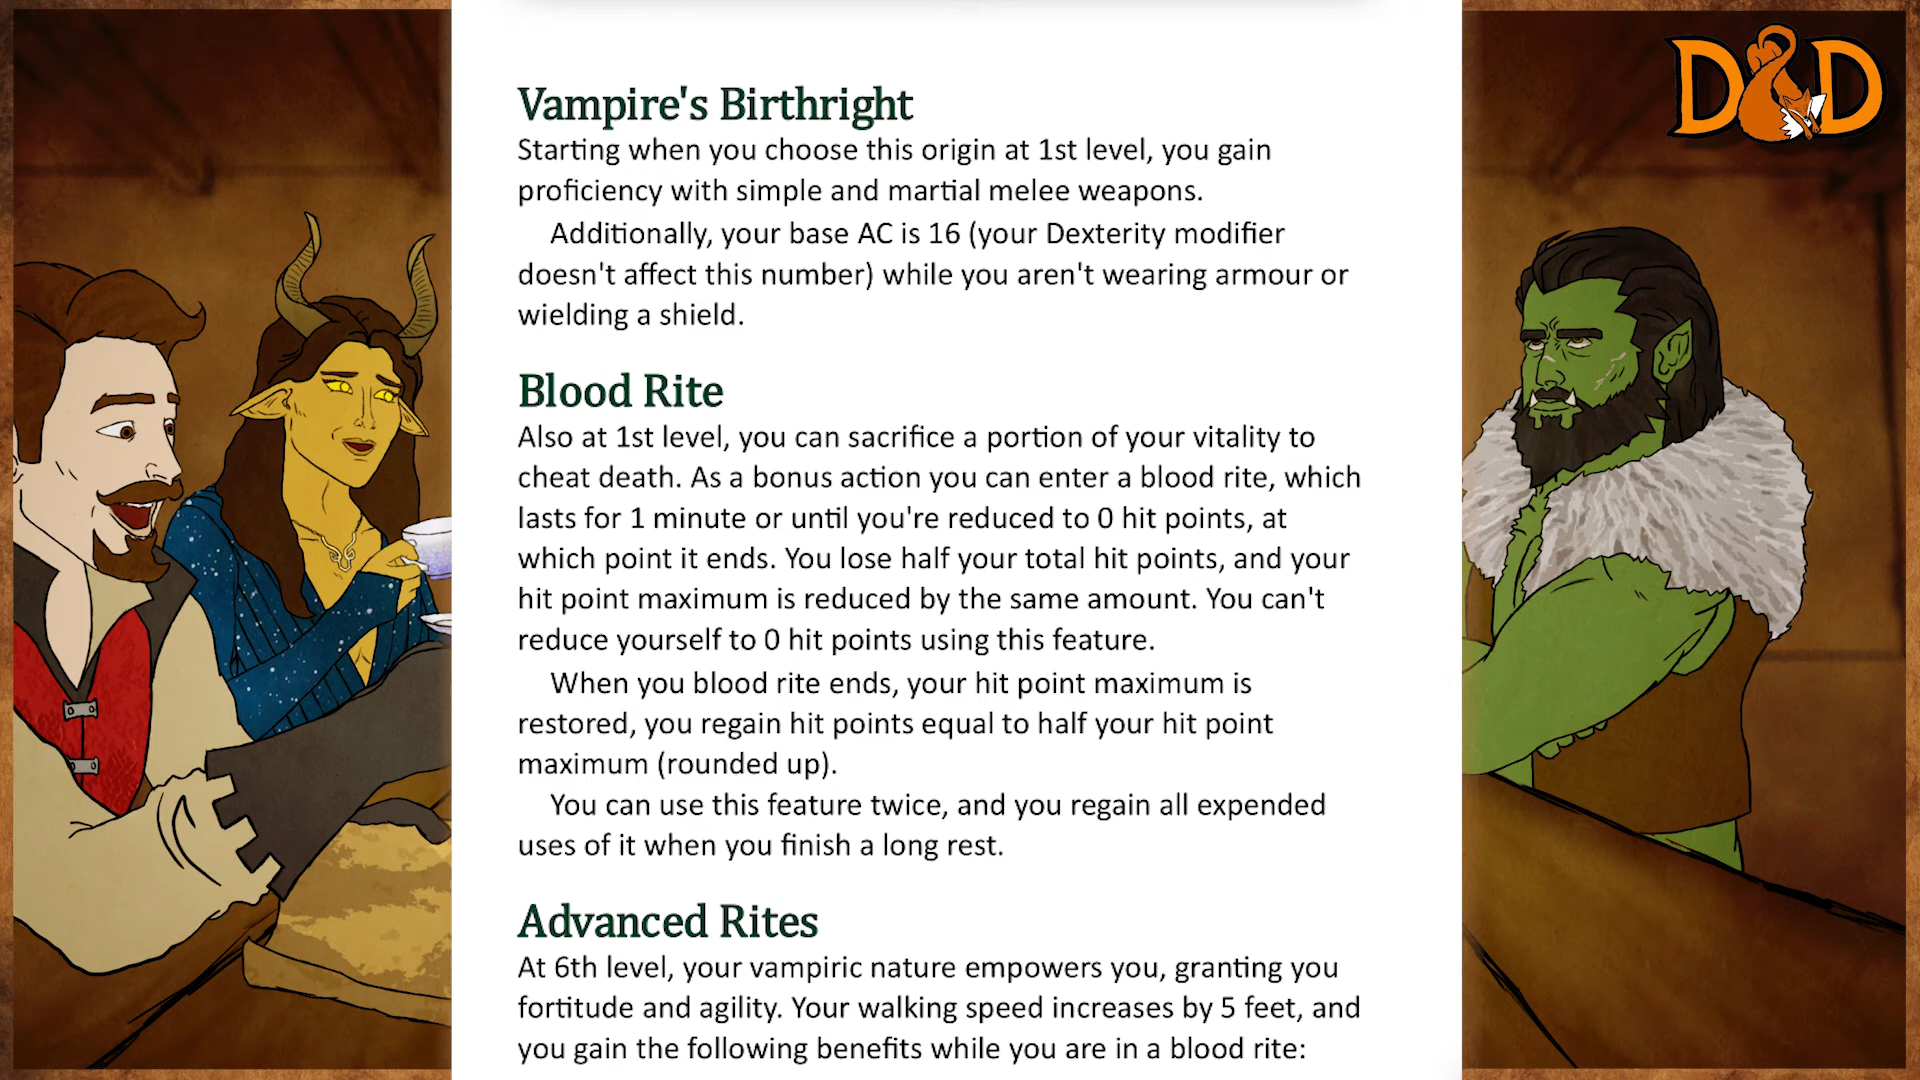 D&D
Vampire's Birthright
Starting when you choose this origin at 1st level, you gain
proficiency with simple and martial melee weapons.
Additionally, your base AC is 16 (your Dexterity modifier
doesn't affect this number) while you aren't wearing armour or
wielding a shield.
Blood Rite
Also at 1st level, you can sacrifice a portion of your vitality to
cheat death. As a bonus action you can enter a blood rite, which
lasts for 1 minute or until you're reduced to 0 hit points, at
which point it ends. You lose half your total hit points, and your
hit point maximum is reduced by the same amount. You can't
reduce yourself to 0 hit points using this feature.
When you blood rite ends, your hit point maximum is
restored, you regain hit points equal to half your hit point
maximum (rounded up).
You can use this feature twice, and you regain all expended
uses of it when you finish a long rest.
Advanced Rites
At 6th level, your vampiric nature empowers you, granting you
fortitude and agility. Your walking speed increases by 5 feet, and
you gain the following benefits while you are in a blood rite: